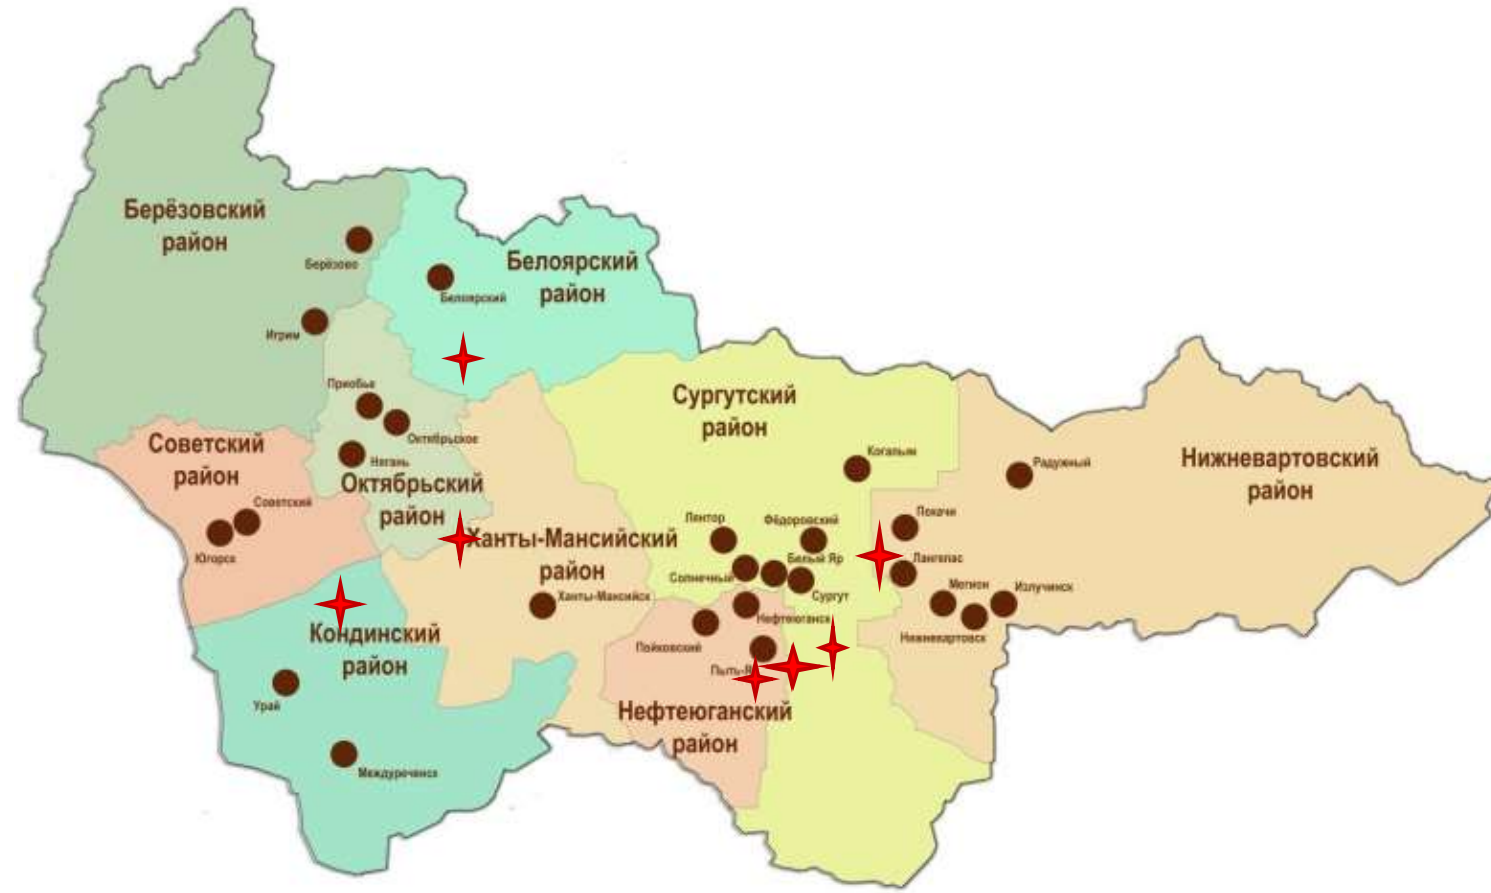 Берёзовский
район
Берёзово
Игрим
Белоярский
район
Белоярский
Приобье
Октябрьское
Нягань
Октябрьский
район
Советский
район
Советский
Югорск
Сургутский
район
Когалым
Лянтор
Фёдоровский
Солнечный
Белый Яр
Сургут
Нижневартовский
район
Радужный
Покачи
Лангепас
Мегион
Излучинск
Нижневартовск
Ханты-Мансийский
район
Ханты-Мансийск
Кондинский
район
Урай
Междуреченск
Нефтеюганск
Пойковский
Нефтеюганский
район